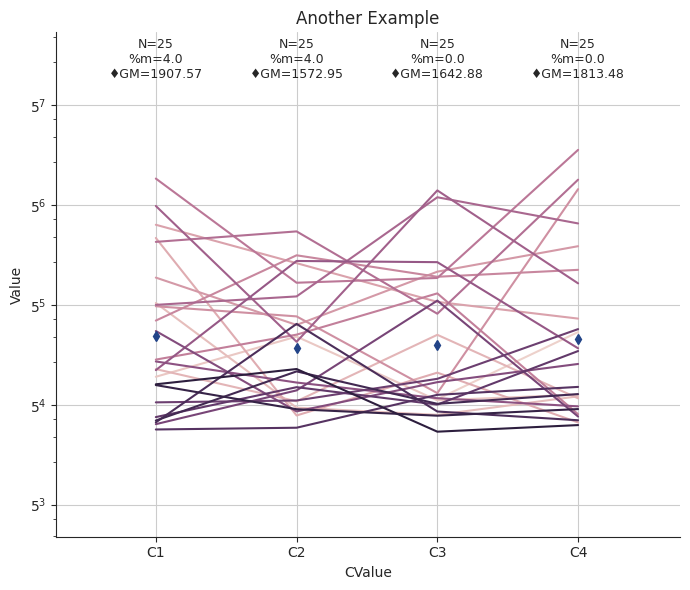 Another Example
N=25 N=25 N=25 N=25
%m=4.0 %m=4.0 %m=0.0 %m=0.0
♦GM=1907.57 ♦GM=1572.95 ♦GM=1642.88 ♦GM=1813.48
5⁷
5⁶
5⁵
5⁴
5³
Value
C1 C2 C3 C4
CValue